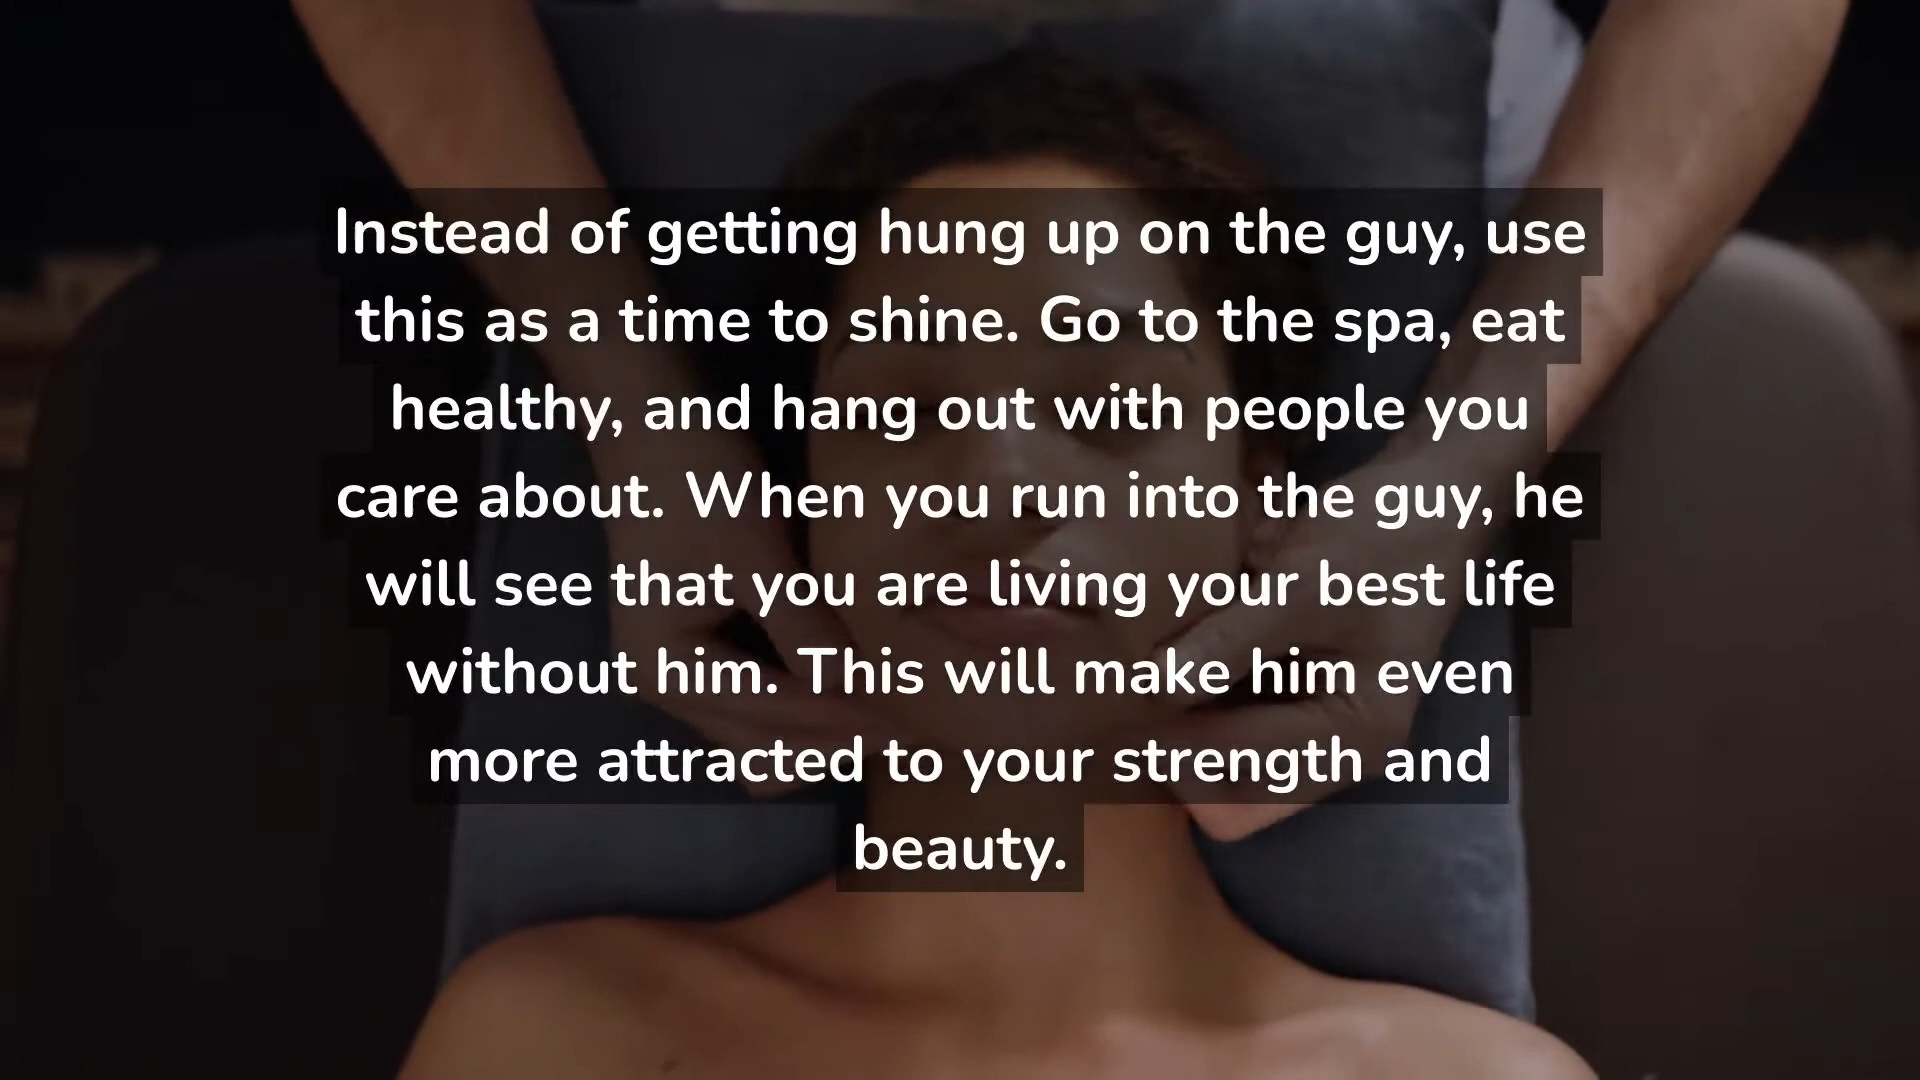 Instead of getting hung up on the guy, use
this as a time to shine. Go to the spa, eat
healthy, and hang out with people you
care about. When you run into the guy, he
will see that you are living your best life
without him. This will make him even
more attracted to your strength and
beauty.